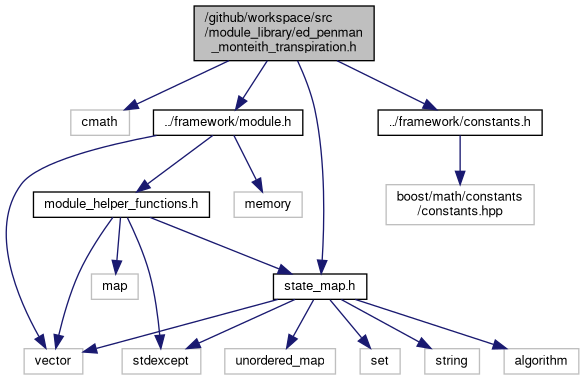 /github/workspace/src
/module_library/ed_penman
_monteith_transpiration.h
cmath
../framework/module.h
../framework/constants.h
module_helper_functions.h
memory
boost/math/constants
/constants.hpp
map
state_map.h
vector
stdexcept
unordered_map
set
string
algorithm